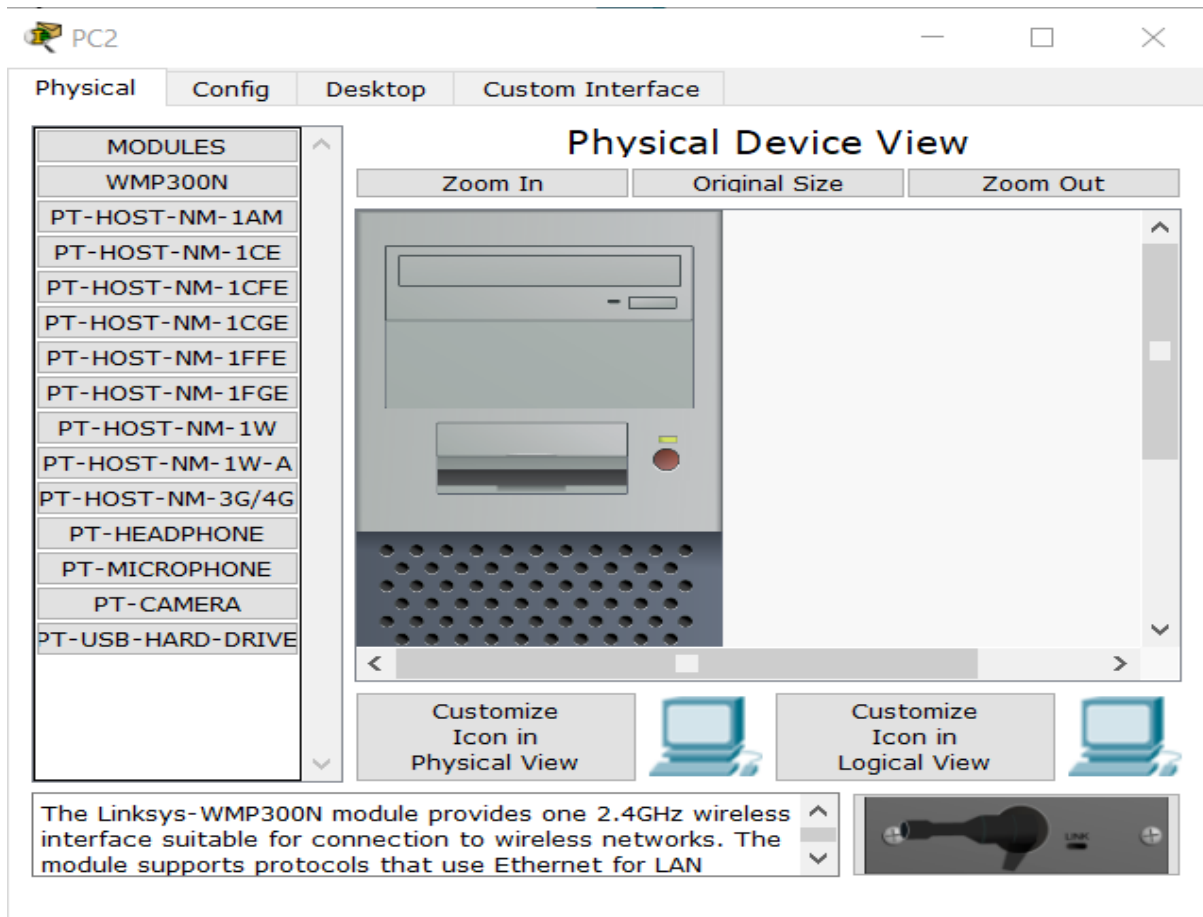 PC2
Physical Config Desktop Custom Interface
MODULES
WMP300N
PT-HOST-NM-1AM
PT-HOST-NM-1CE
PT-HOST-NM-1CFE
PT-HOST-NM-1CGE
PT-HOST-NM-1FFE
PT-HOST-NM-1FGE
PT-HOST-NM-1W
PT-HOST-NM-1W-A
PT-HOST-NM-3G/4G
PT-HEADPHONE
PT-MICROPHONE
PT-CAMERA
PT-USB-HARD-DRIVE
Physical Device View
Zoom In Original Size Zoom Out
Customize
Icon in
Physical View
Customize
Icon in
Logical View
The Linksys-WMP300N module provides one 2.4GHz wireless
interface suitable for connection to wireless networks. The
module supports protocols that use Ethernet for LAN
LINK